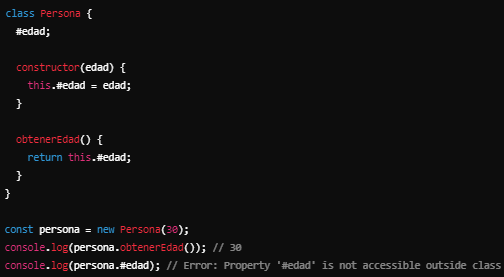 class Persona {
#edad;
constructor(edad) {
this.#edad = edad;
}
obtenerEdad() {
return this.#edad;
}
}
const persona = new Persona(30);
console.log(persona.obtenerEdad()); // 30
console.log(persona.#edad); // Error: Property '#edad' is not accessible outside class